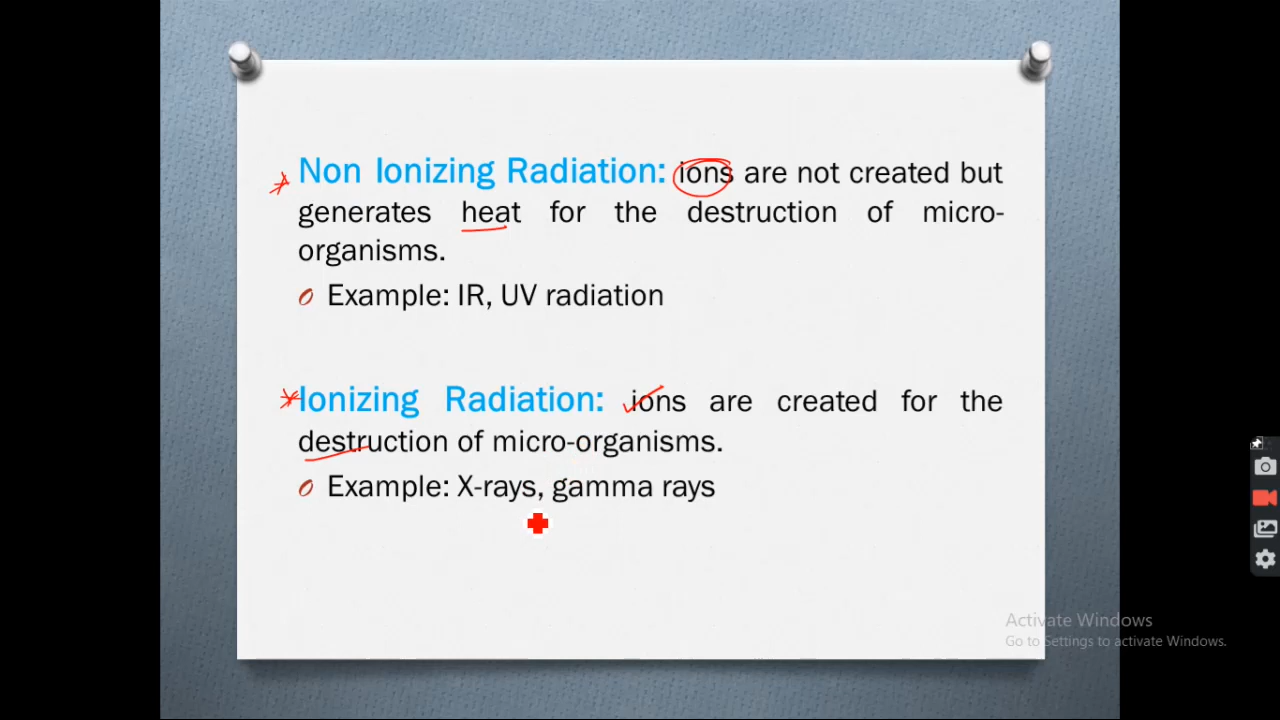 Non Ionizing Radiation: ions are not created but
generates heat for the destruction of micro-
organisms.
Example: IR, UV radiation
Ionizing Radiation: ions are created for the
destruction of micro-organisms.
Example: X-rays, gamma rays
Activate Windows
Go to Settings to activate Windows.